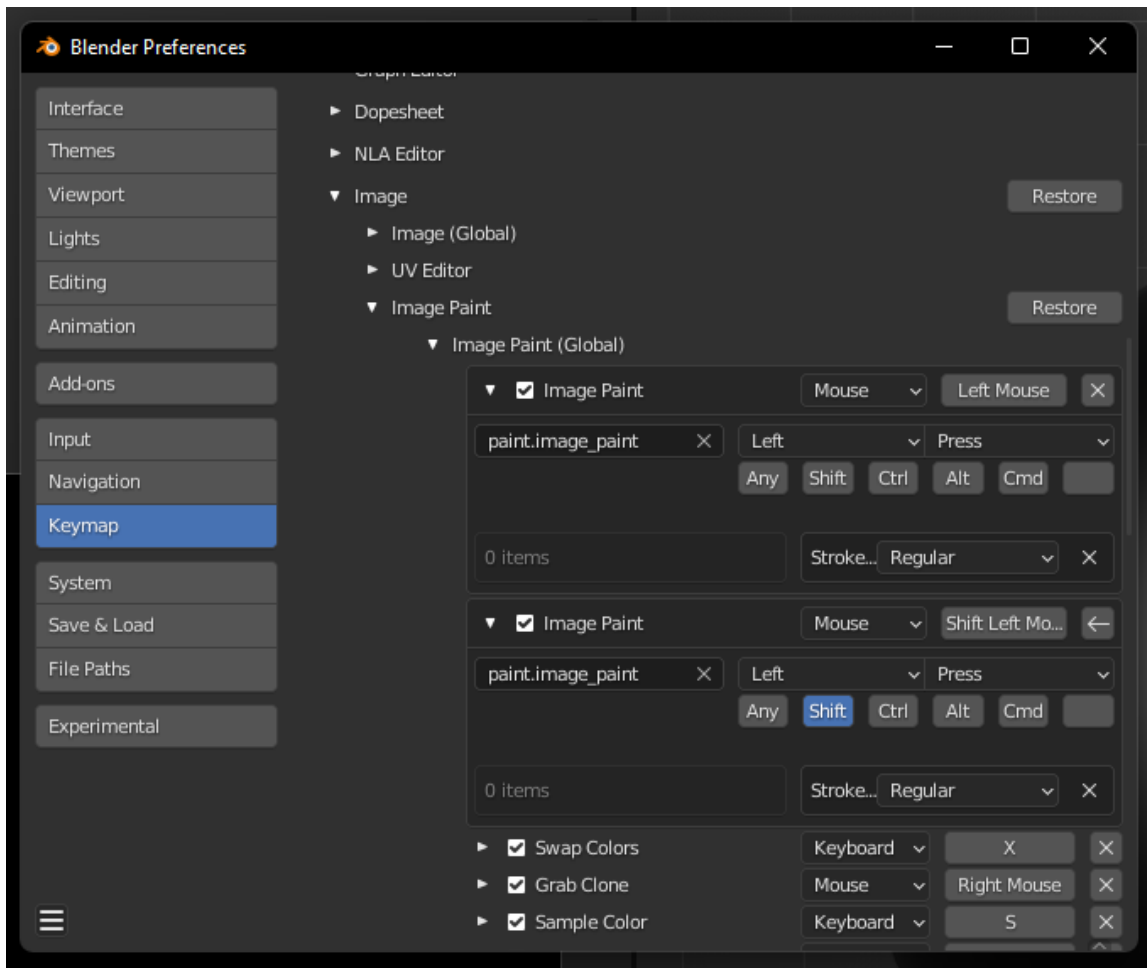 Blender Preferences
Interface
Themes
Viewport
Lights
Editing
Animation
Add-ons
Input
Navigation
Keymap
System
Save & Load
File Paths
Experimental
Graph Editor
Dopesheet
NLA Editor
Image Restore
Image (Global)
UV Editor
Image Paint Restore
Image Paint (Global)
Image Paint Mouse Left Mouse
paint.image_paint Left Press
Any Shift Ctrl Alt Cmd
0 items Stroke... Regular
Image Paint Mouse Shift Left Mo...
paint.image_paint Left Press
Any Shift Ctrl Alt Cmd
0 items Stroke... Regular
Swap Colors Keyboard X
Grab Clone Mouse Right Mouse
Sample Color Keyboard S